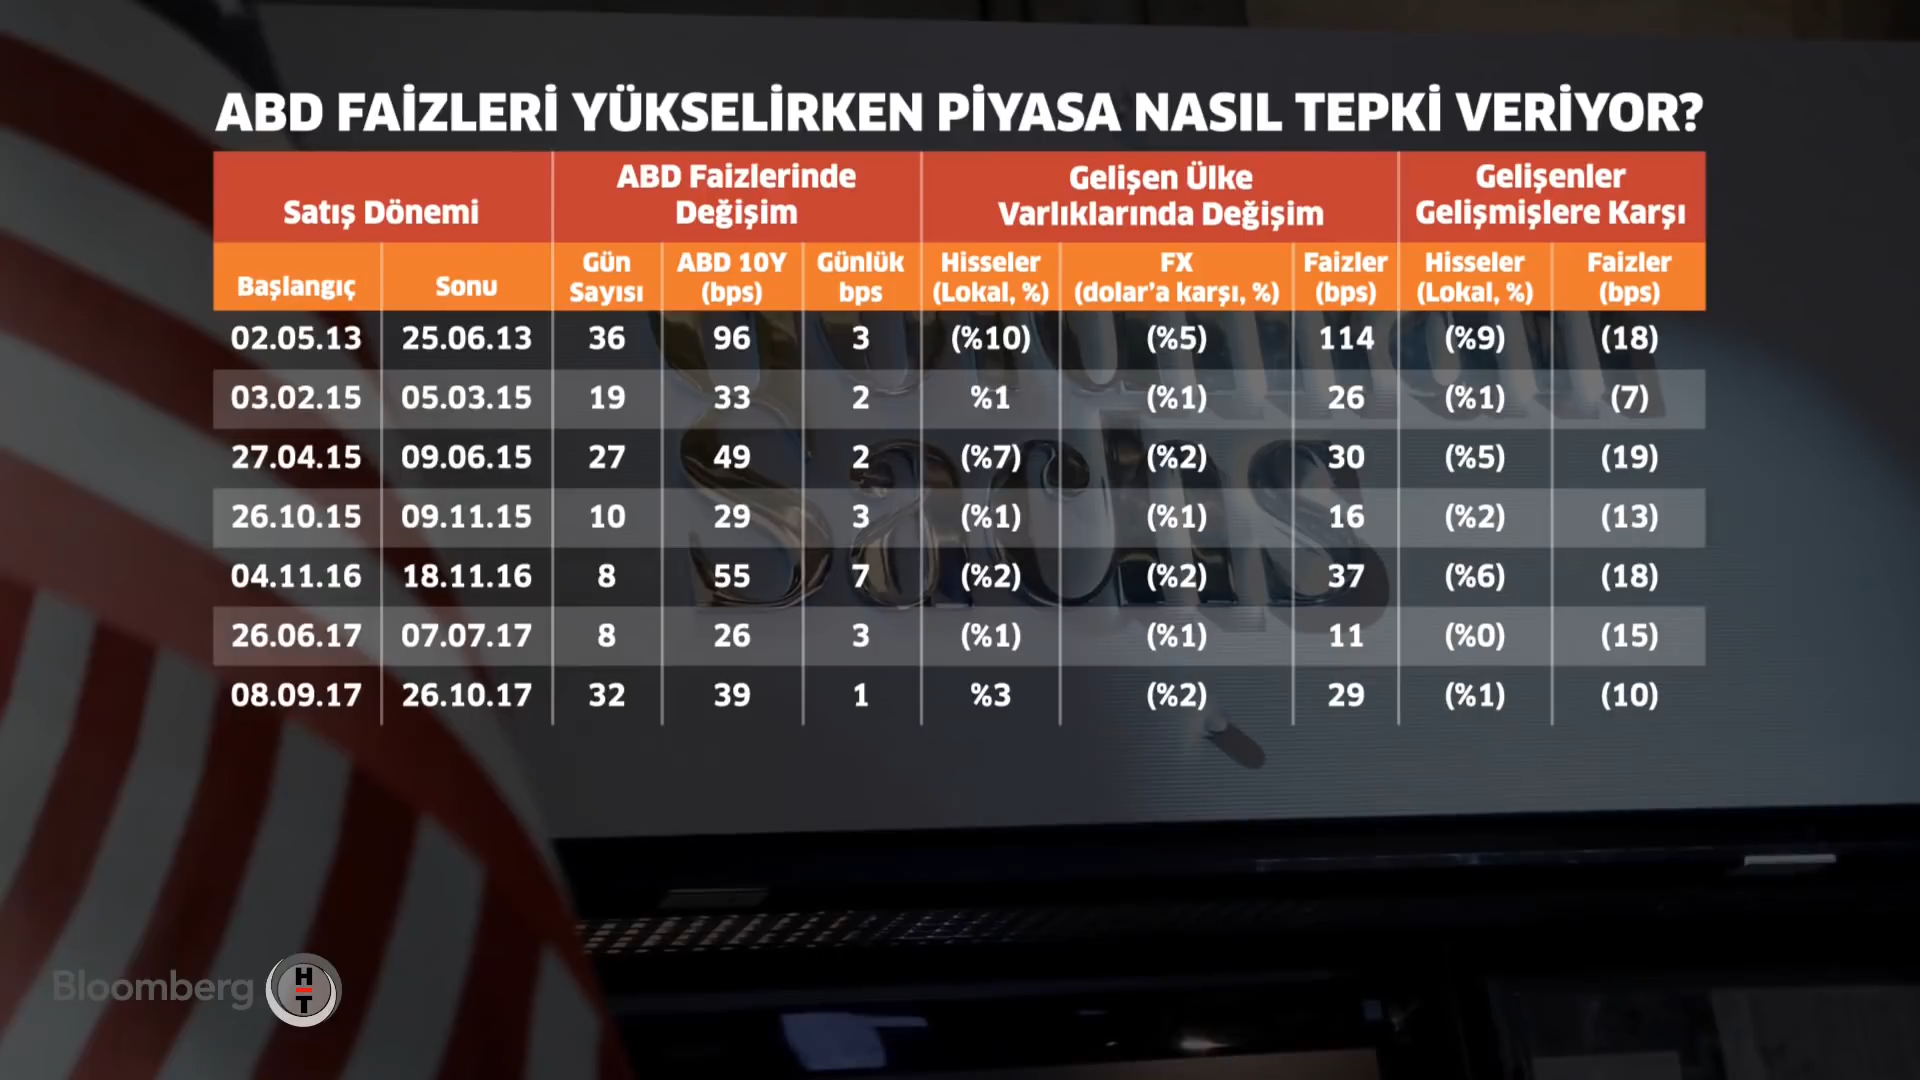 ABD FAİZLERİ YÜKSELİRKEN PİYASA NASIL TEPKİ VERİYOR?
Satış Dönemi
ABD Faizlerinde
Değişim
Gelişen Ülke
Varlıklarında Değişim
Gelişenler
Gelişmişlere Karşı
Başlangıç
Sonu
Gün
Sayısı
ABD 10Y
(bps)
Günlük
bps
Hisseler
(Lokal, %)
FX
(dolar’a karşı, %)
Faizler
(bps)
Hisseler
(Lokal, %)
Faizler
(bps)
02.05.13 25.06.13 36 96 3 (%10) (%5) 114 (%9) (18)
03.02.15 05.03.15 19 33 2 %1 (%1) 26 (%1) (7)
27.04.15 09.06.15 27 49 2 (%7) (%2) 30 (%5) (19)
26.10.15 09.11.15 10 29 3 (%1) (%1) 16 (%2) (13)
04.11.16 18.11.16 8 55 7 (%2) (%2) 37 (%6) (18)
26.06.17 07.07.17 8 26 3 (%1) (%1) 11 (%0) (15)
08.09.17 26.10.17 32 39 1 %3 (%2) 29 (%1) (10)
Sachs
Bloomberg HT